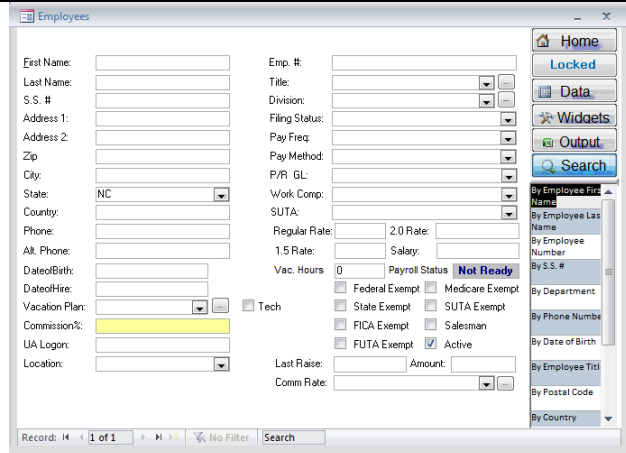 Employees
First Name:
Last Name:
S.S. #
Address 1:
Address 2:
Zip
City:
State: NC
Country:
Phone:
Alt. Phone:
DateofBirth:
DateofHire:
Vacation Plan:
Commission%:
UA Logon:
Location:
Tech
Emp. #:
Title:
Division:
Filing Status:
Pay Freq:
Pay Method:
P/R GL:
Work Comp:
SUTA:
Regular Rate: 2.0 Rate:
1.5 Rate: Salary:
Vac. Hours 0 Payroll Status Not Ready
Federal Exempt Medicare Exempt
State Exempt SUTA Exempt
FICA Exempt Salesman
FUTA Exempt Active
Last Raise: Amount:
Comm Rate:
Home
Locked
Data
Widgets
Output
Search
By Employee Firs
Name
By Employee Las
Name
By Employee
Number
By S.S. #
By Department
By Phone Numbe
By Date of Birth
By Employee Titl
By Postal Code
By Country
Record: 1 of 1 No Filter Search